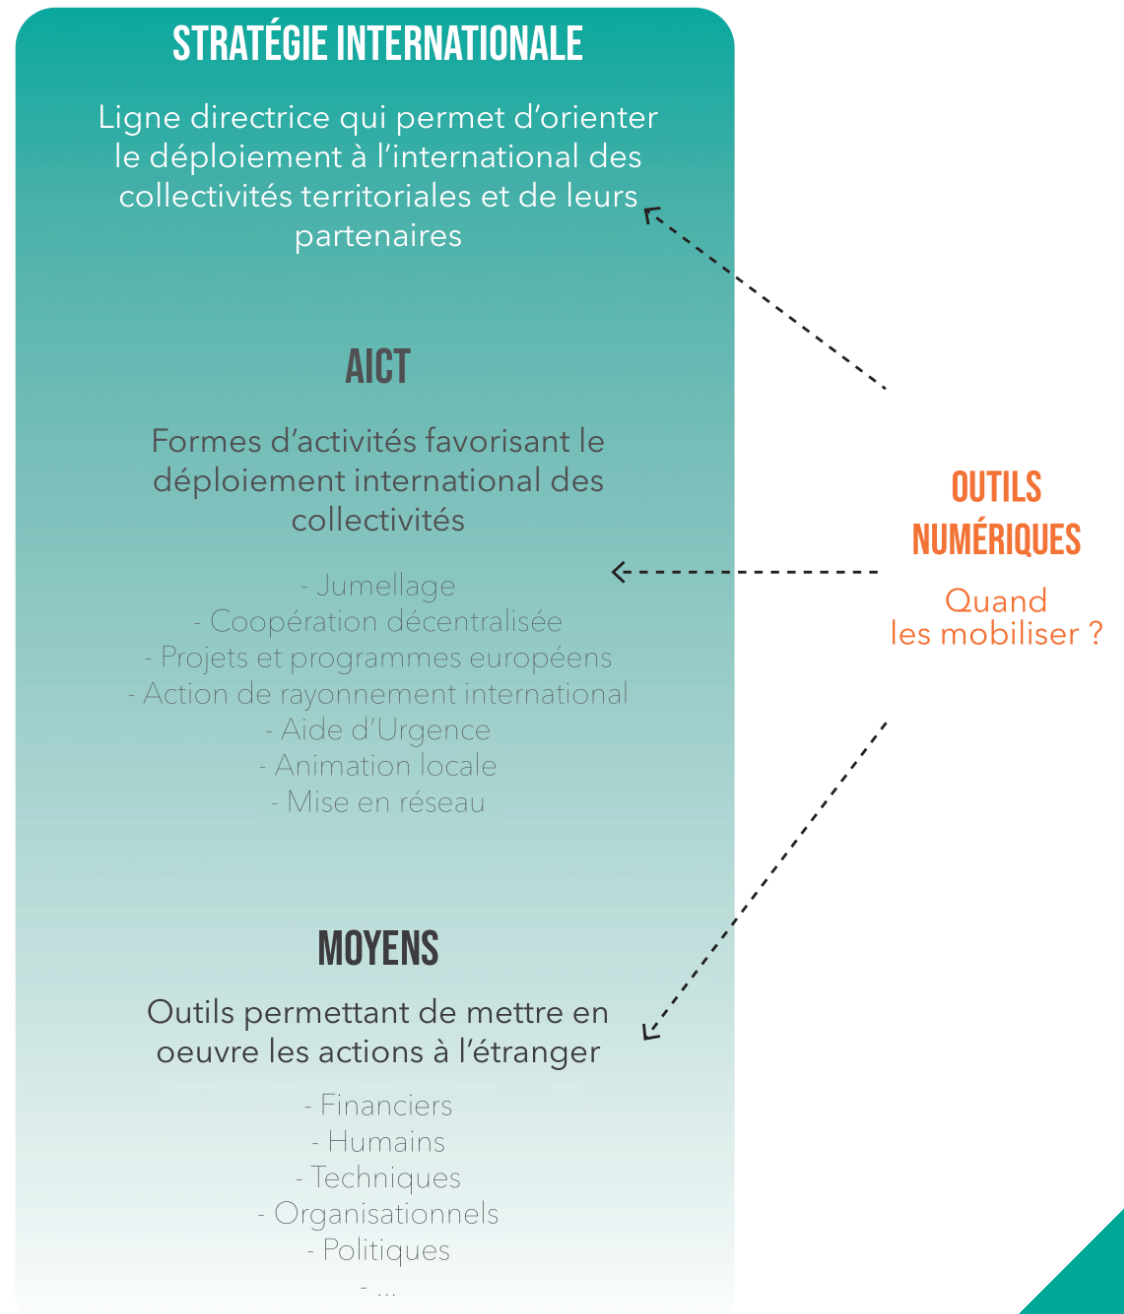 STRATÉGIE INTERNATIONALE
Ligne directrice qui permet d’orienter
le déploiement à l’international des
collectivités territoriales et de leurs
partenaires
AICT
Formes d’activités favorisant le
déploiement international des
collectivités
- Jumellage
- Coopération décentralisée
- Projets et programmes européens
- Action de rayonnement international
- Aide d’Urgence
- Animation locale
- Mise en réseau
MOYENS
Outils permettant de mettre en
oeuvre les actions à l’étranger
- Financiers
- Humains
- Techniques
- Organisationnels
- Politiques
- ...
OUTILS
NUMÉRIQUES
Quand
les mobiliser ?